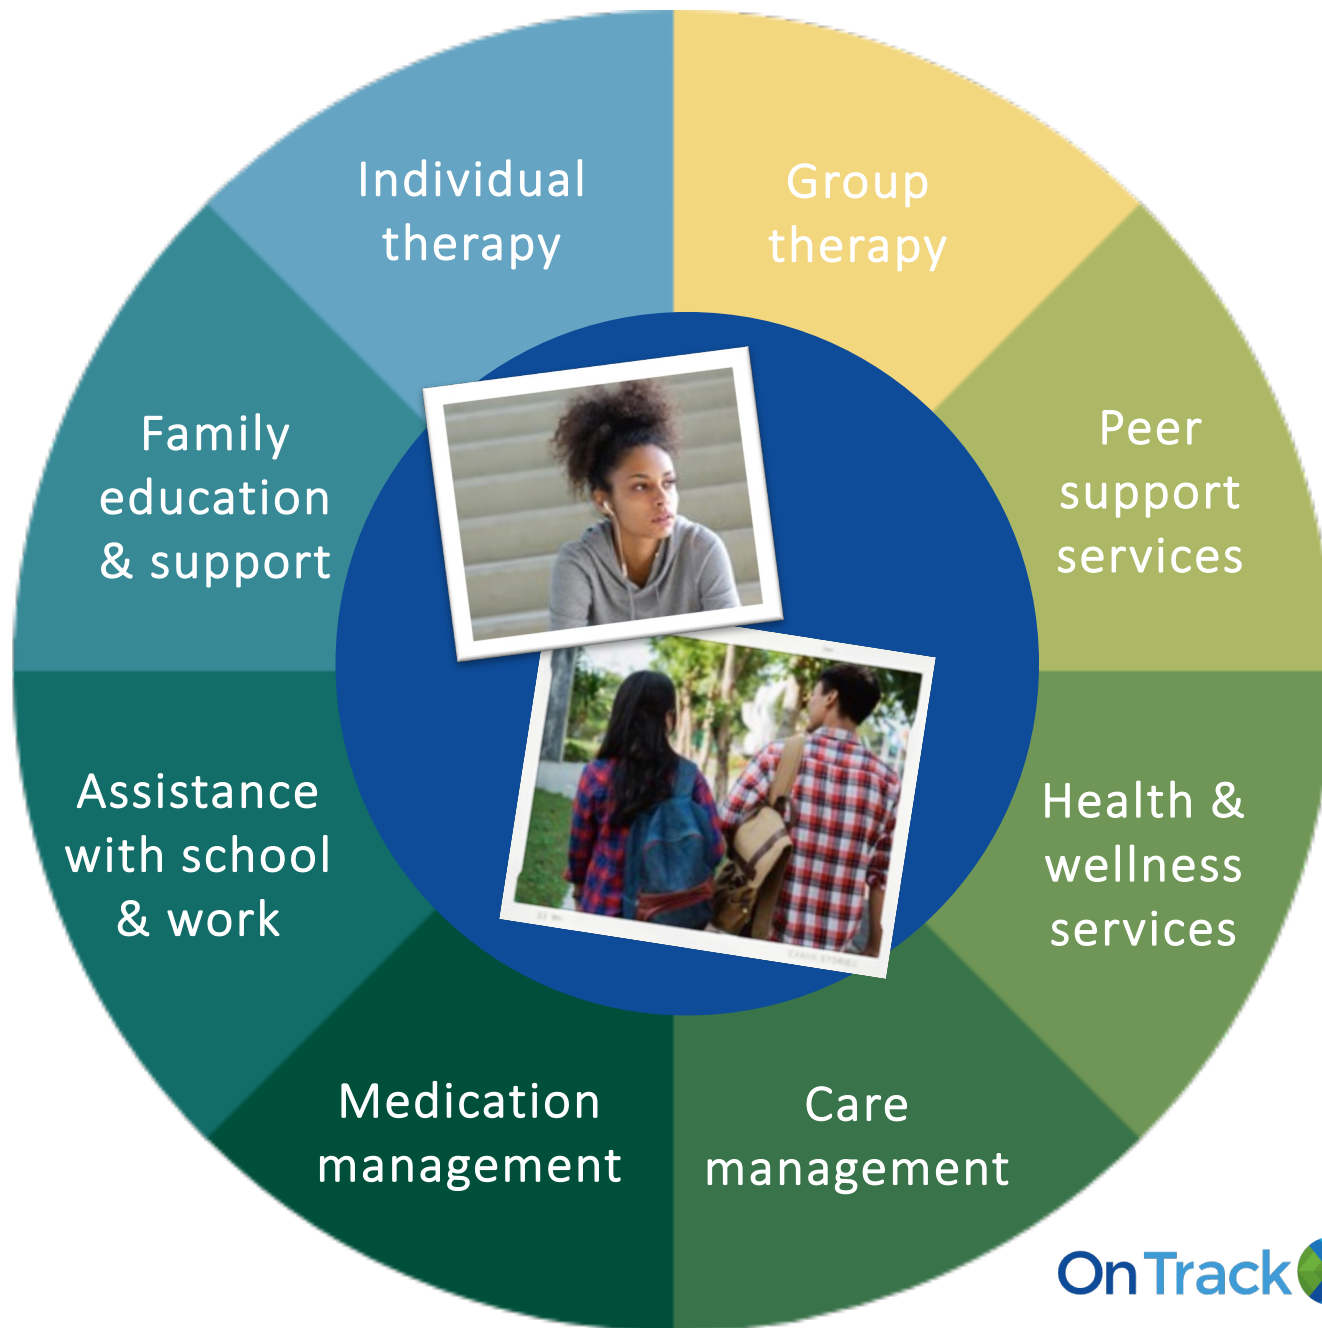 Individual
therapy
Group
therapy
Peer
support
services
Health &
wellness
services
Care
management
Medication
management
Assistance
with school
& work
Family
education
& support
OnTrack